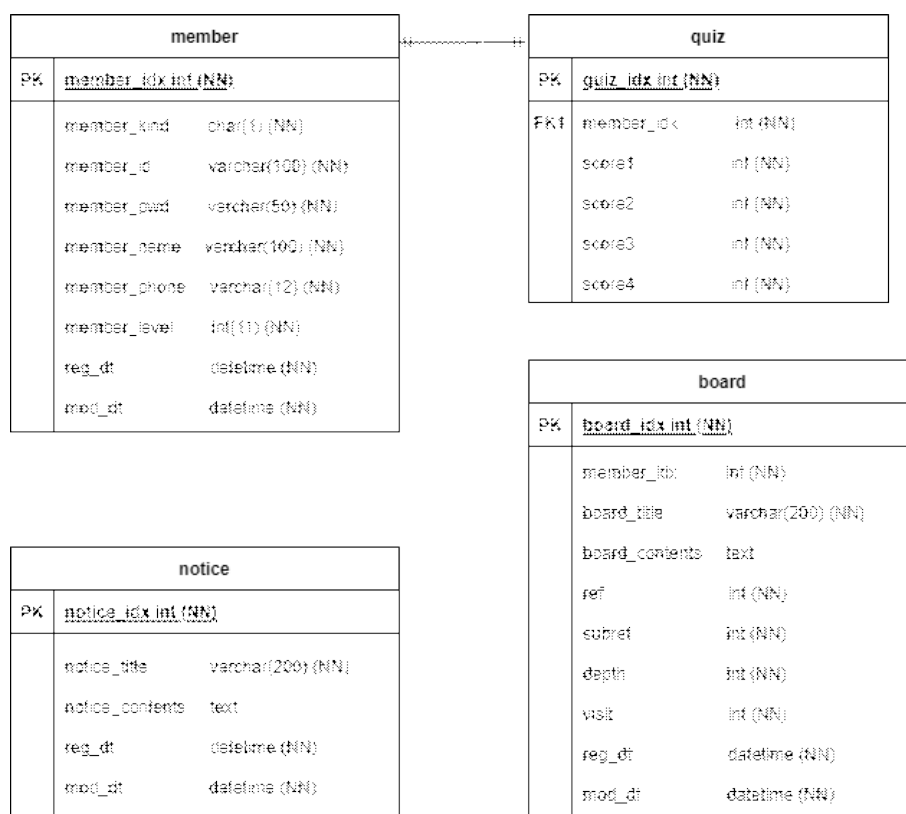 member
PK member_idx int (NN)
member_kind char(1) (NN)
member_id varchar(100) (NN)
member_pwd varchar(50) (NN)
member_name varchar(100) (NN)
member_phone varchar(12) (NN)
member_level int(11) (NN)
reg_dt datetime (NN)
mod_dt datetime (NN)
quiz
PK quiz_idx int (NN)
FK1 member_idx int (NN)
score1 int (NN)
score2 int (NN)
score3 int (NN)
score4 int (NN)
board
PK board_idx int (NN)
member_idx int (NN)
board_title varchar(200) (NN)
board_contents text
ref int (NN)
subref int (NN)
depth int (NN)
visit int (NN)
reg_dt datetime (NN)
mod_dt datetime (NN)
notice
PK notice_idx int (NN)
notice_title varchar(200) (NN)
notice_contents text
reg_dt datetime (NN)
mod_dt datetime (NN)